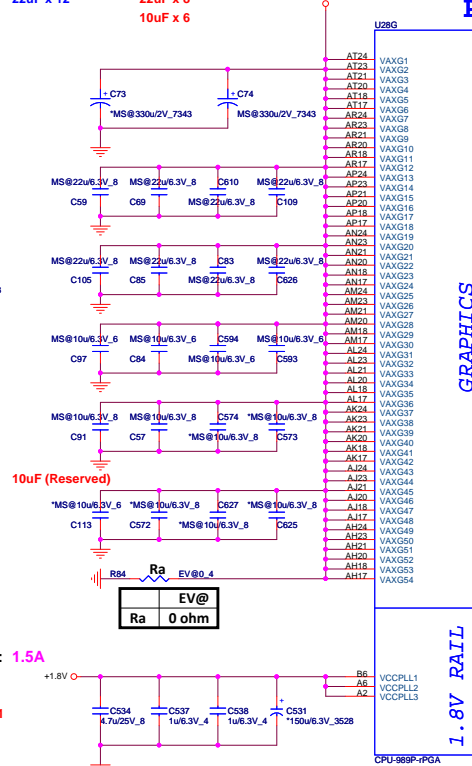 22uF x 12
10uF x 6
U28G
C73
*MS@330u/2V_7343
C74
MS@330u/2V_7343
MS@22u/6.3V_8
C59
MS@22u/6.3V_8
C69
C610
MS@22u/6.3V_8
MS@22u/6.3V_8
C109
MS@22u/6.3V_8
C105
MS@22u/6.3V_8
C85
C83
MS@22u/6.3V_8
MS@22u/6.3V_8
C626
MS@10u/6.3V_6
C97
MS@10u/6.3V_6
C84
C594
MS@10u/6.3V_6
MS@10u/6.3V_6
C593
MS@10u/6.3V_8
C91
MS@10u/6.3V_8
C57
C574
*MS@10u/6.3V_8
*MS@10u/6.3V_8
C573
10uF (Reserved)
*MS@10u/6.3V_6
C113
*MS@10u/6.3V_8
C572
C627
*MS@10u/6.3V_8
*MS@10u/6.3V_8
C625
R84
Ra
EV@0_4
EV@
Ra 0 ohm
AT24 VAXG1
AT23 VAXG2
AT21 VAXG3
AT20 VAXG4
AT18 VAXG5
AT17 VAXG6
AR24 VAXG7
AR23 VAXG8
AR21 VAXG9
AR20 VAXG10
AR18 VAXG11
AR17 VAXG12
AP24 VAXG13
AP23 VAXG14
AP21 VAXG15
AP20 VAXG16
AP18 VAXG17
AP17 VAXG18
AN24 VAXG19
AN23 VAXG20
AN21 VAXG21
AN20 VAXG22
AN18 VAXG23
AN17 VAXG24
AM24 VAXG25
AM23 VAXG26
AM21 VAXG27
AM20 VAXG28
AM18 VAXG29
AM17 VAXG30
AL24 VAXG31
AL23 VAXG32
AL21 VAXG33
AL20 VAXG34
AL18 VAXG35
AL17 VAXG36
AK24 VAXG37
AK23 VAXG38
AK21 VAXG39
AK20 VAXG40
AK18 VAXG41
AK17 VAXG42
AJ24 VAXG43
AJ23 VAXG44
AJ21 VAXG45
AJ20 VAXG46
AJ18 VAXG47
AJ17 VAXG48
AH24 VAXG49
AH23 VAXG50
AH21 VAXG51
AH20 VAXG52
AH18 VAXG53
AH17 VAXG54
GRAPHICS
: 1.5A
+1.8V
C534
4.7u/25V_8
C537
1u/6.3V_4
C538
1u/6.3V_4
C531
*150u/6.3V_3528
B6 VCCPLL1
A6 VCCPLL2
A2 VCCPLL3
1.8V RAIL
CPU-989P-rPGA